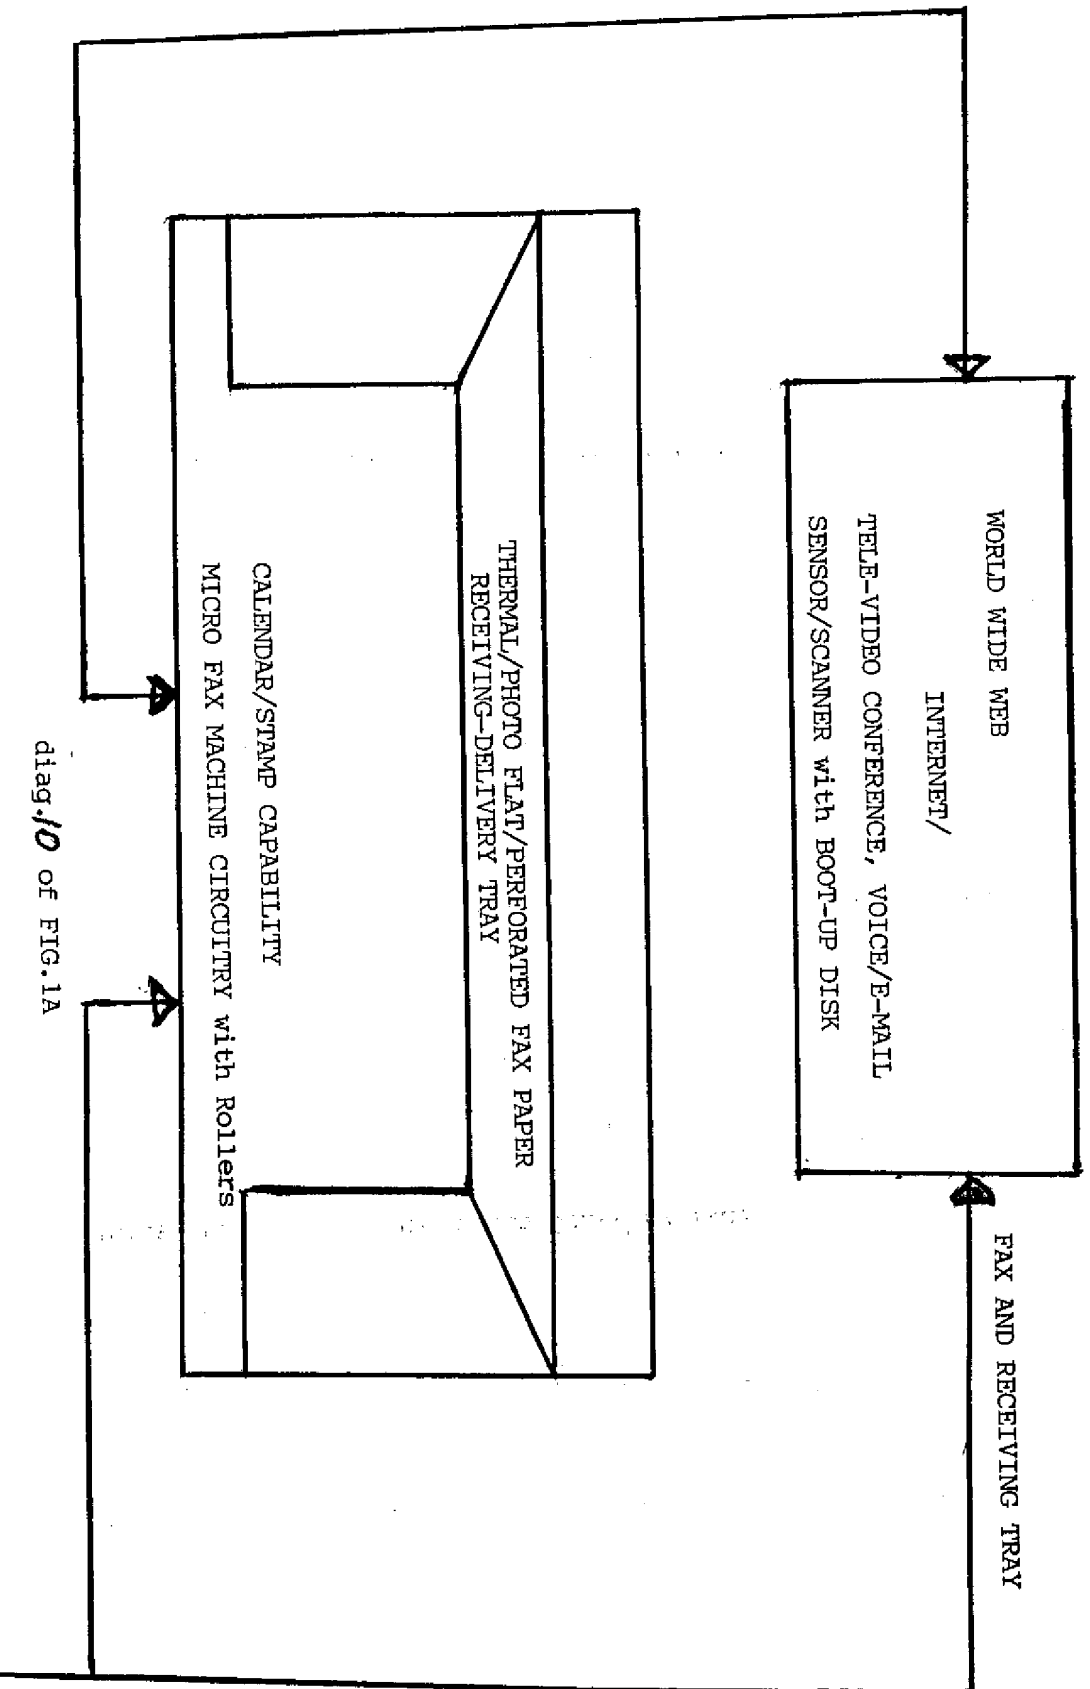 FAX AND RECEIVING TRAY
WORLD WIDE WEB
INTERNET/
TELE-VIDEO CONFERENCE, VOICE/E-MAIL
SENSOR/SCANNER with BOOT-UP DISK
THERMAL/PHOTO FLAT/PERFORATED FAX PAPER
RECEIVING-DELIVERY TRAY
CALENDAR/STAMP CAPABILITY
MICRO FAX MACHINE CIRCUITRY with Rollers
diag.10 of FIG.1A